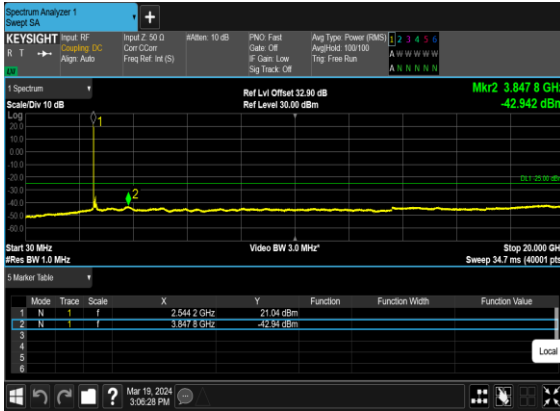 Spectrum Analyzer 1
Swept SA
+
KEYSIGHT Input: RF Input Z: 50 Ω #Atten: 10 dB PNO: Fast Avg Type: Power (RMS) 1 2 3 4 5 6
R T Coupling: DC Corr CCorr Gate: Off Avg|Hold: 100/100 A W W W W W
Align: Auto Freq Ref: Int (S) IF Gain: Low Trig: Free Run
Sig Track: Off A N N N N N
1 Spectrum Ref Lvl Offset 32.90 dB Mkr2 3.847 8 GHz
Scale/Div 10 dB Ref Level 30.00 dBm -42.942 dBm
Log
20.0
10.0
0.00
-10.0
-20.0
-30.0
-40.0
-50.0
-60.0
1
2
Start 30 MHz Video BW 3.0 MHz* Stop 20.000 GH
#Res BW 1.0 MHz Sweep 34.7 ms (40001 pts
5 Marker Table
Mode Trace Scale X Y Function Function Width Function Value
1 N 1 f 2.544 2 GHz 21.04 dBm
2 N 1 f 3.847 8 GHz -42.94 dBm
3
4
5
6
Local
?
Mar 19, 2024
3:06:28 PM